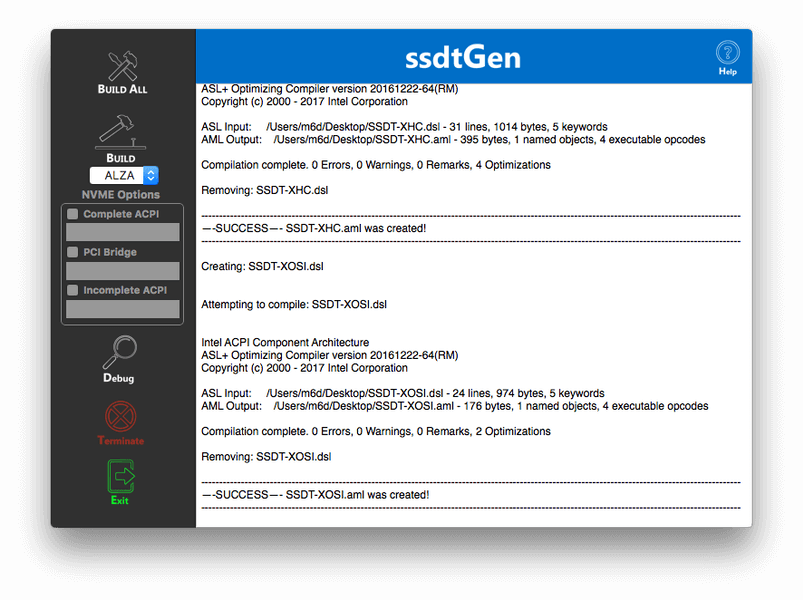 ssdtGen
Help
BUILD ALL
BUILD
ALZA
NVME Options
Complete ACPI
PCI Bridge
Incomplete ACPI
Debug
Terminate
Exit
ASL+ Optimizing Compiler version 20161222-64(RM)
Copyright (c) 2000 - 2017 Intel Corporation
ASL Input: /Users/m6d/Desktop/SSDT-XHC.dsl - 31 lines, 1014 bytes, 5 keywords
AML Output: /Users/m6d/Desktop/SSDT-XHC.aml - 395 bytes, 1 named objects, 4 executable opcodes
Compilation complete. 0 Errors, 0 Warnings, 0 Remarks, 4 Optimizations
Removing: SSDT-XHC.dsl
—-SUCCESS—- SSDT-XHC.aml was created!
Creating: SSDT-XOSI.dsl
Attempting to compile: SSDT-XOSI.dsl
Intel ACPI Component Architecture
ASL+ Optimizing Compiler version 20161222-64(RM)
Copyright (c) 2000 - 2017 Intel Corporation
ASL Input: /Users/m6d/Desktop/SSDT-XOSI.dsl - 24 lines, 974 bytes, 5 keywords
AML Output: /Users/m6d/Desktop/SSDT-XOSI.aml - 176 bytes, 1 named objects, 4 executable opcodes
Compilation complete. 0 Errors, 0 Warnings, 0 Remarks, 2 Optimizations
Removing: SSDT-XOSI.dsl
—-SUCCESS—- SSDT-XOSI.aml was created!